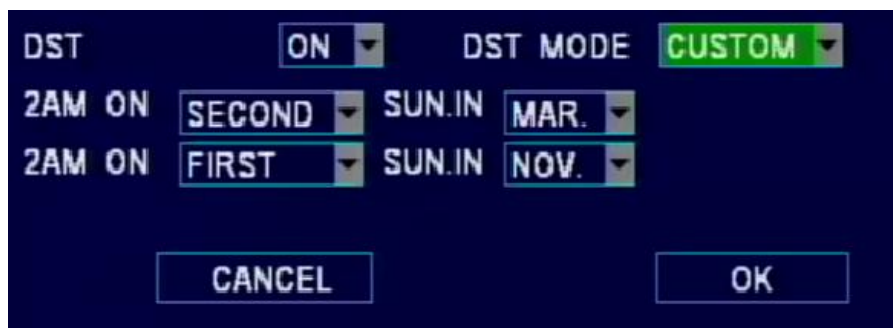 DST ON DST MODE CUSTOM
2AM ON SECOND SUN.IN MAR.
2AM ON FIRST SUN.IN NOV.
CANCEL OK